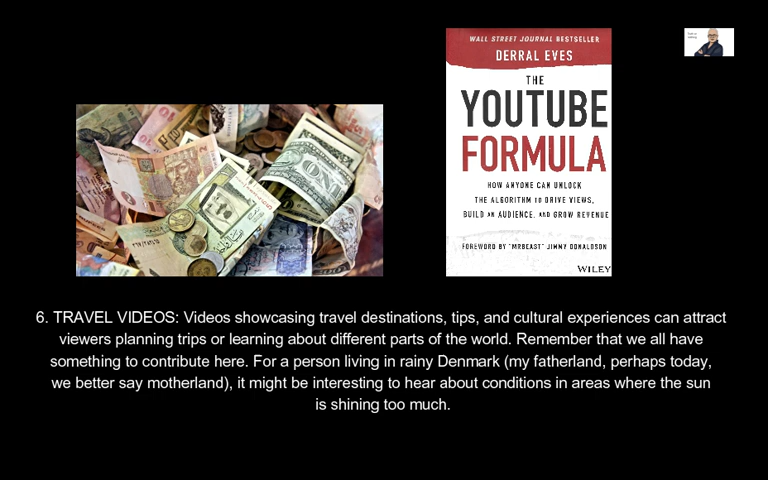 WALL STREET JOURNAL BESTSELLER
DERRAL EVES
THE
YOUTUBE
FORMULA
HOW ANYONE CAN UNLOCK
THE ALGORITHM TO DRIVE VIEWS,
BUILD AN AUDIENCE, AND GROW REVENUE
FOREWORD BY "MRBEAST" JIMMY DONALDSON
WILEY
ONE
6. TRAVEL VIDEOS: Videos showcasing travel destinations, tips, and cultural experiences can attract
viewers planning trips or learning about different parts of the world. Remember that we all have
something to contribute here. For a person living in rainy Denmark (my fatherland, perhaps today,
we better say motherland), it might be interesting to hear about conditions in areas where the sun
is shining too much.